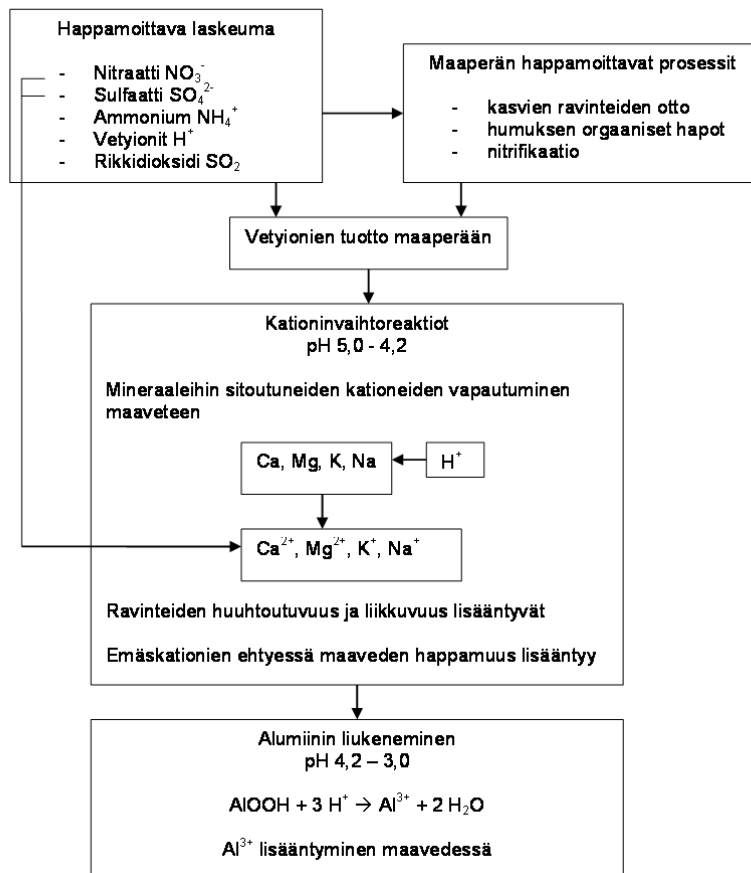 Happamoittava laskeuma
- Nitraatti NO₃⁻
- Sulfaatti SO₄²⁻
- Ammonium NH₄⁺
- Vetyionit H⁺
- Rikkidioksidi SO₂
Maaperän happamoittavat prosessit
- kasvien ravinteiden otto
- humuksen orgaaniset hapot
- nitrifikaatio
Vetyionien tuotto maaperään
Kationinvaihtoreaktiot
pH 5,0 - 4,2
Mineraaleihin sitoutuneiden kationeiden vapautuminen
maaveteen
Ca, Mg, K, Na
H⁺
Ca²⁺, Mg²⁺, K⁺, Na⁺
Ravinteiden huuhtoutuvuus ja liikkuvuus lisääntyvät
Emäskationien ehtyessä maaveden happamuus lisääntyy
Alumiinin liukeneminen
pH 4,2 – 3,0
AlOOH + 3 H⁺ → Al³⁺ + 2 H₂O
Al³⁺ lisääntyminen maavedessä